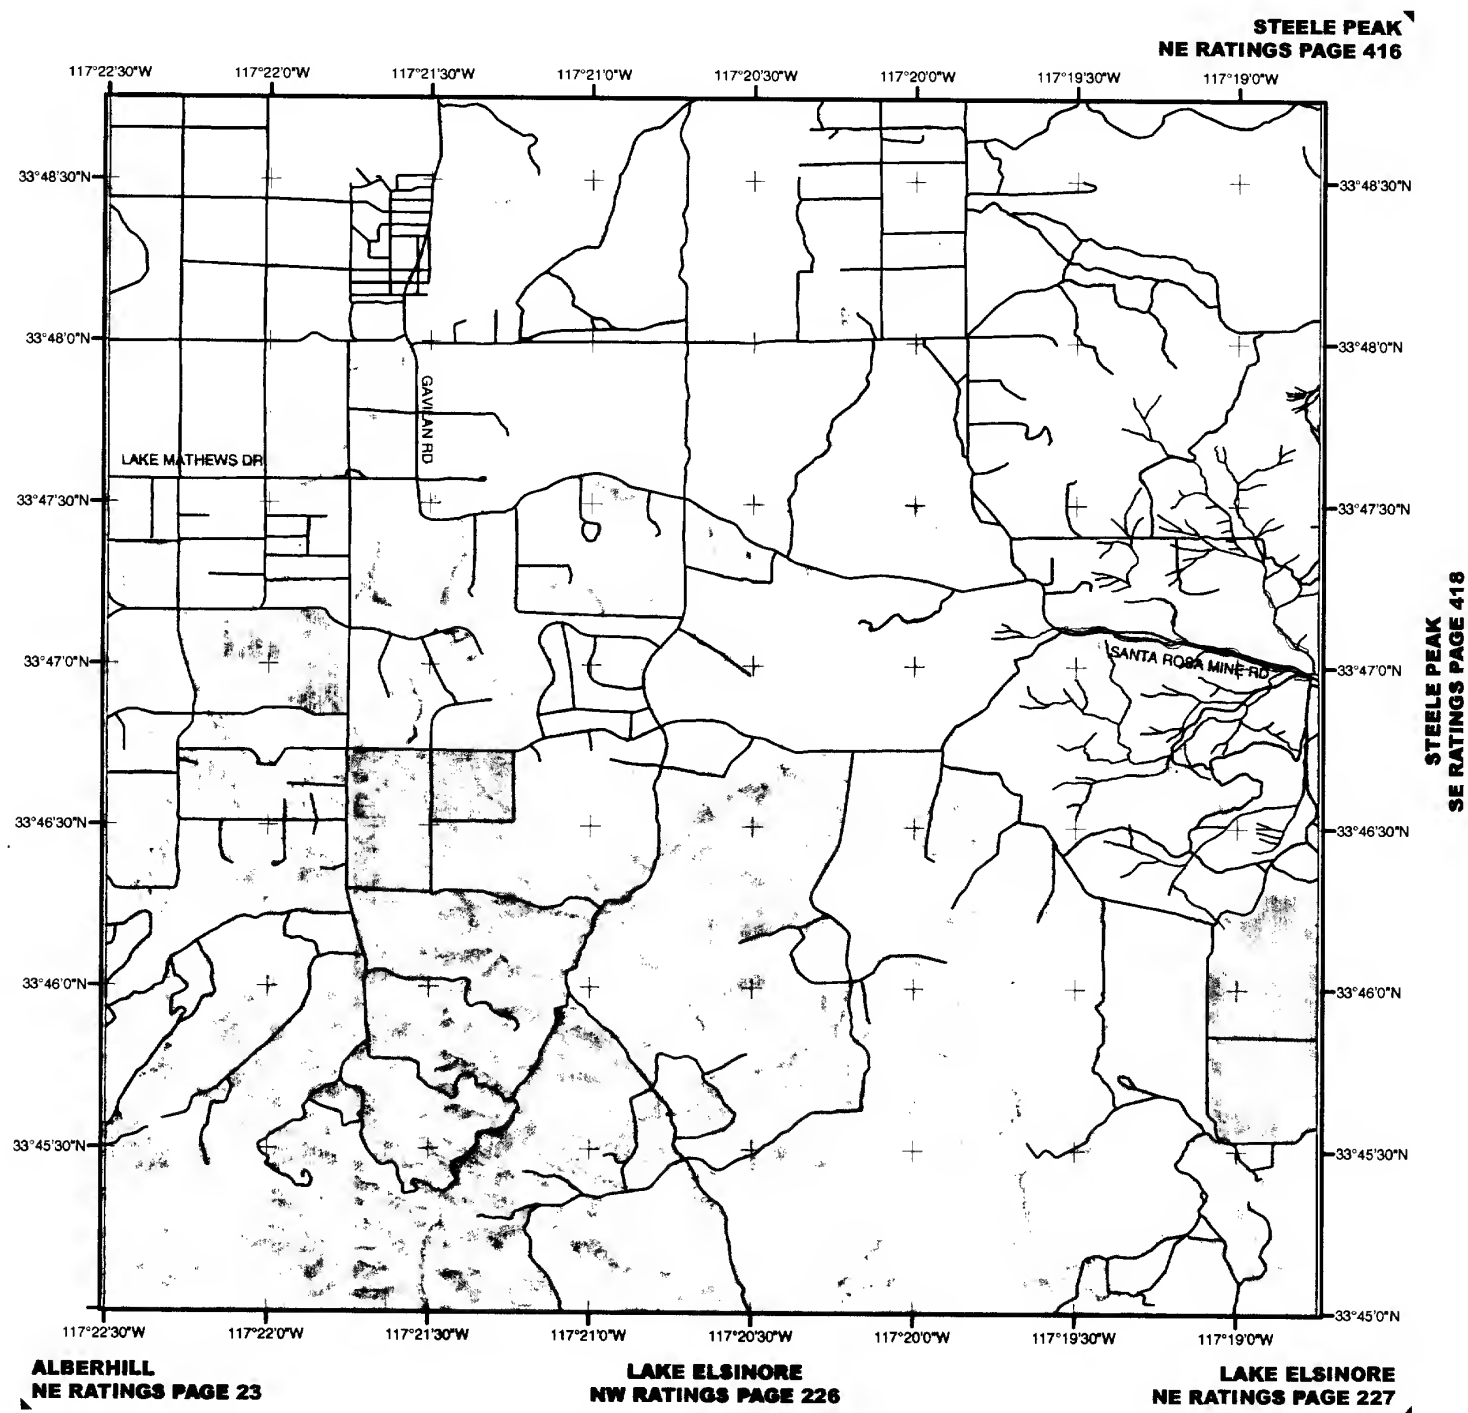 STEELE PEAK
NE RATINGS PAGE 416
117°22'30"W 117°22'0"W 117°21'30"W 117°21'0"W 117°20'30"W 117°20'0"W 117°19'30"W 117°19'0"W
33°48'30"N 33°48'30"N
33°48'0"N 33°48'0"N
GAVILAN RD
LAKE MATHEWS DR
33°47'30"N 33°47'30"N
33°47'0"N 33°47'0"N
SANTA ROSA MINE RD
STEELE PEAK
SE RATINGS PAGE 418
33°46'30"N 33°46'30"N
33°46'0"N 33°46'0"N
33°45'30"N 33°45'30"N
33°45'0"N
117°22'30"W 117°22'0"W 117°21'30"W 117°21'0"W 117°20'30"W 117°20'0"W 117°19'30"W 117°19'0"W
ALBERHILL
NE RATINGS PAGE 23
LAKE ELSINORE
NW RATINGS PAGE 226
LAKE ELSINORE
NE RATINGS PAGE 227